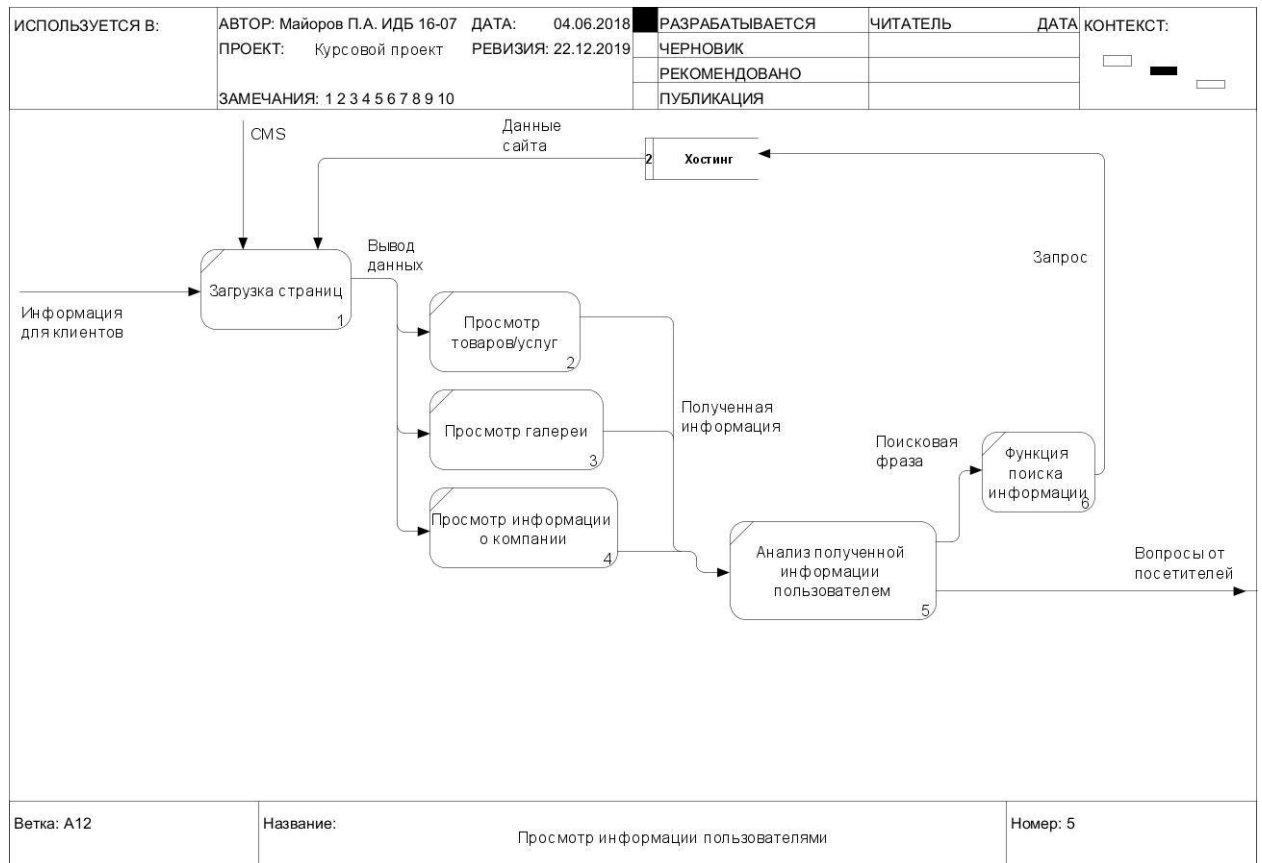 ИСПОЛЬЗУЕТСЯ В:
АВТОР: Майоров П.А. ИДБ 16-07 ДАТА: 04.06.2018
ПРОЕКТ: Курсовой проект РЕВИЗИЯ: 22.12.2019
ЗАМЕЧАНИЯ: 1 2 3 4 5 6 7 8 9 10
РАЗРАБАТЫВАЕТСЯ
ЧЕРНОВИК
РЕКОМЕНДОВАНО
ПУБЛИКАЦИЯ
ЧИТАТЕЛЬ ДАТА
КОНТЕКСТ:
CMS
Данные
сайта
2 Хостинг
Запрос
Вывод
данных
Загрузка страниц
1
Информация
для клиентов
Просмотр
товаров/услуг
2
Просмотр галереи
3
Полученная
информация
Просмотр информации
о компании
4
Поисковая
фраза
Функция
поиска
информации
6
Анализ полученной
информации
пользователем
5
Вопросы от
посетителей
Ветка: A12
Название:
Просмотр информации пользователями
Номер: 5